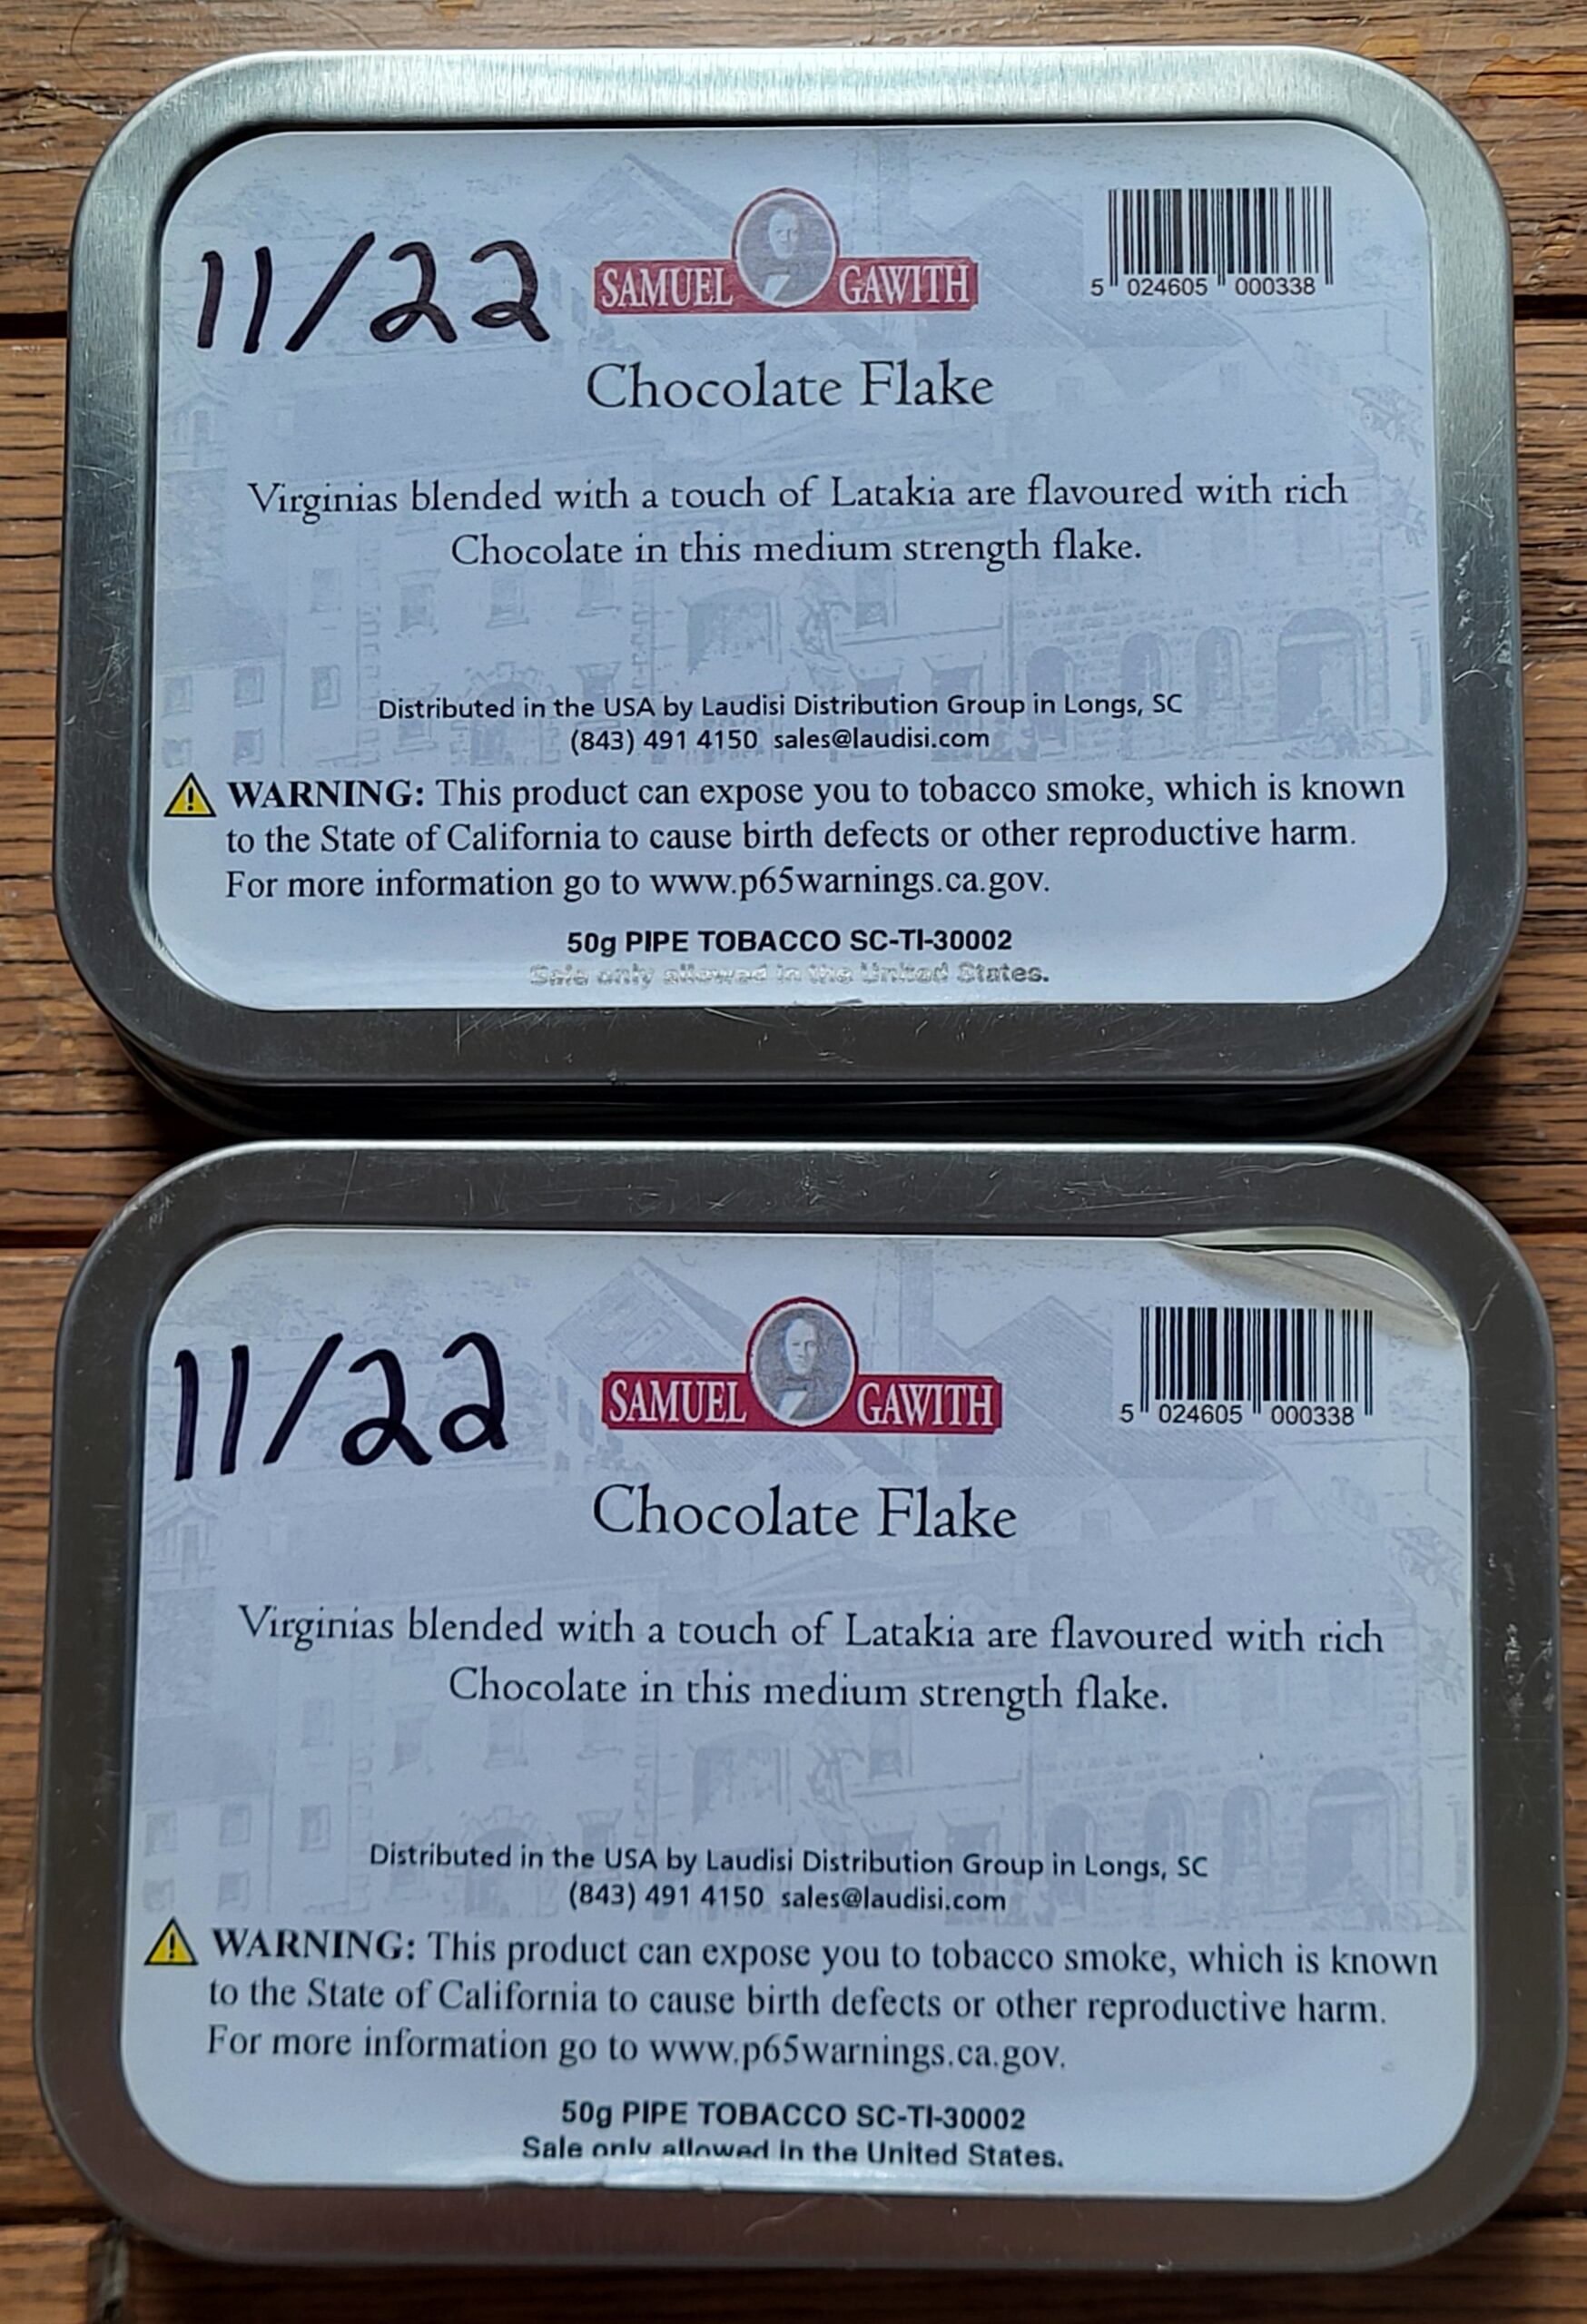 11/22
SAMUEL GAWITH
5 024605 000338
Chocolate Flake
Virginias blended with a touch of Latakia are flavoured with rich
Chocolate in this medium strength flake.
Distributed in the USA by Laudisi Distribution Group in Longs, SC
(843) 491 4150 sales@laudisi.com
WARNING: This product can expose you to tobacco smoke, which is known
to the State of California to cause birth defects or other reproductive harm.
For more information go to www.p65warnings.ca.gov.
50g PIPE TOBACCO SC-TI-30002
Sale only allowed in the United States.
11/22
SAMUEL GAWITH
5 024605 000338
Chocolate Flake
Virginias blended with a touch of Latakia are flavoured with rich
Chocolate in this medium strength flake.
Distributed in the USA by Laudisi Distribution Group in Longs, SC
(843) 491 4150 sales@laudisi.com
WARNING: This product can expose you to tobacco smoke, which is known
to the State of California to cause birth defects or other reproductive harm.
For more information go to www.p65warnings.ca.gov.
50g PIPE TOBACCO SC-TI-30002
Sale only allowed in the United States.